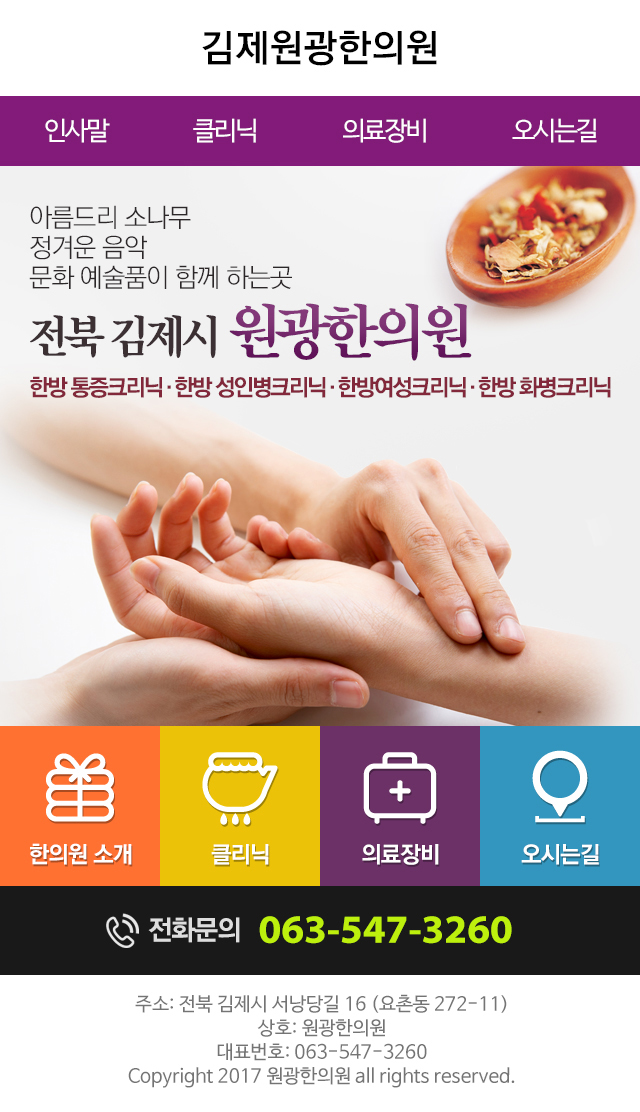 김제원광한의원
인사말 클리닉 의료장비 오시는길
아름드리 소나무
정겨운 음악
문화 예술품이 함께 하는곳
전북 김제시 원광한의원
한방 통증크리닉 · 한방 성인병크리닉 · 한방여성크리닉 · 한방 화병크리닉
한의원 소개 클리닉 의료장비 오시는길
전화문의 063-547-3260
주소: 전북 김제시 서낭당길 16 (요촌동 272-11)
상호: 원광한의원
대표번호: 063-547-3260
Copyright 2017 원광한의원 all rights reserved.